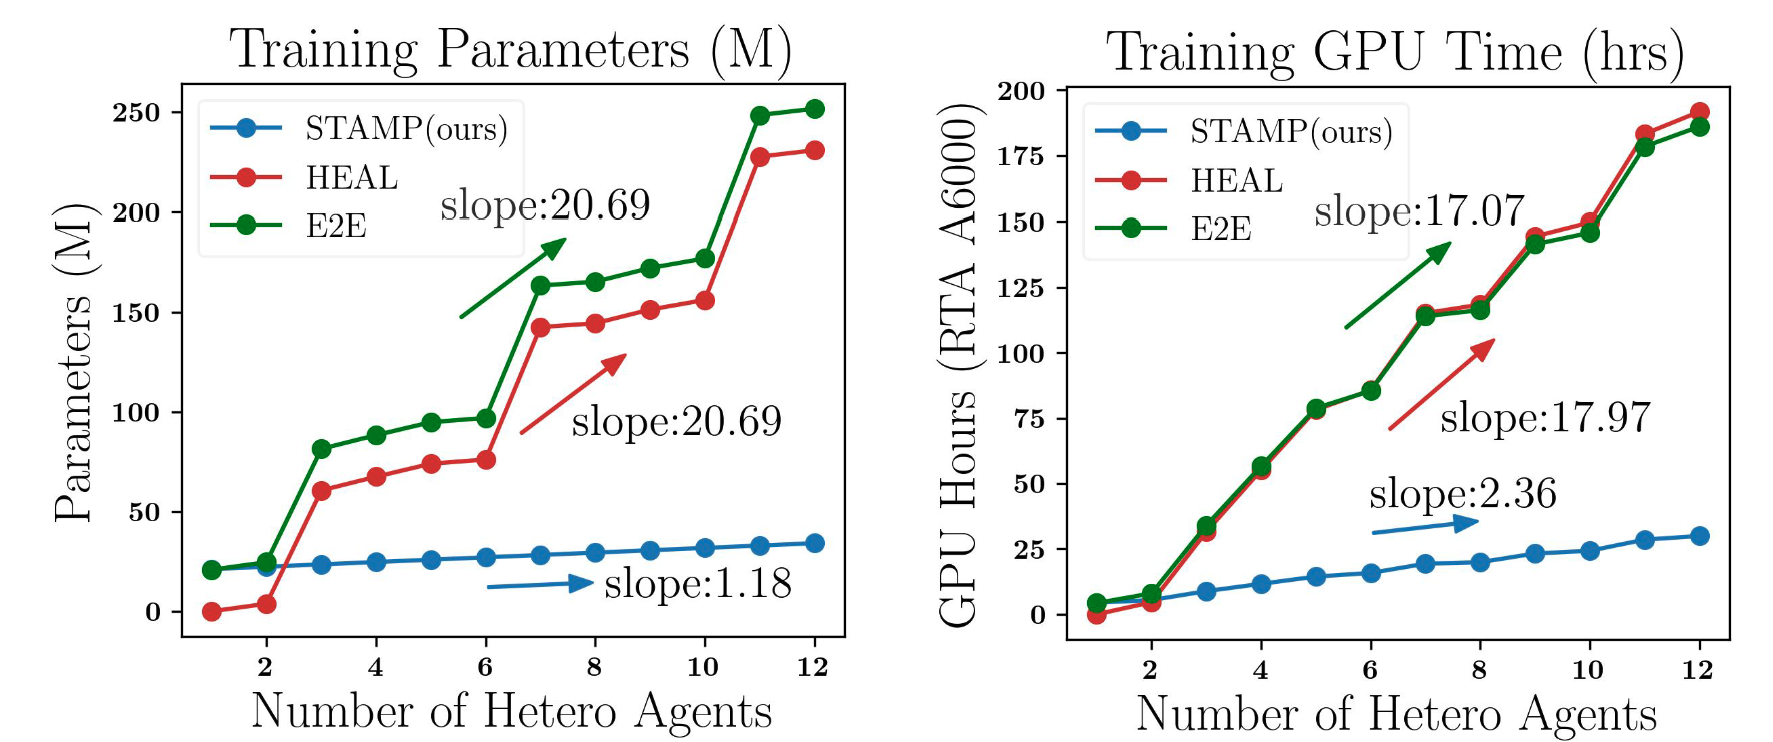 Training Parameters (M)
Parameters (M)
250
200
150
100
50
0
STAMP(ours)
HEAL
E2E
slope:20.69
slope:20.69
slope:1.18
2 4 6 8 10 12
Number of Hetero Agents
Training GPU Time (hrs)
GPU Hours (RTA A6000)
200
175
150
125
100
75
50
25
0
STAMP(ours)
HEAL
E2E
slope:17.07
slope:17.97
slope:2.36
2 4 6 8 10 12
Number of Hetero Agents